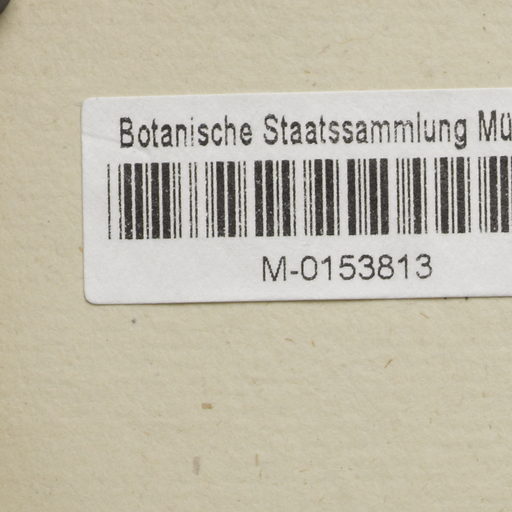 Botanische Staatssammlung Mü
M-0153813